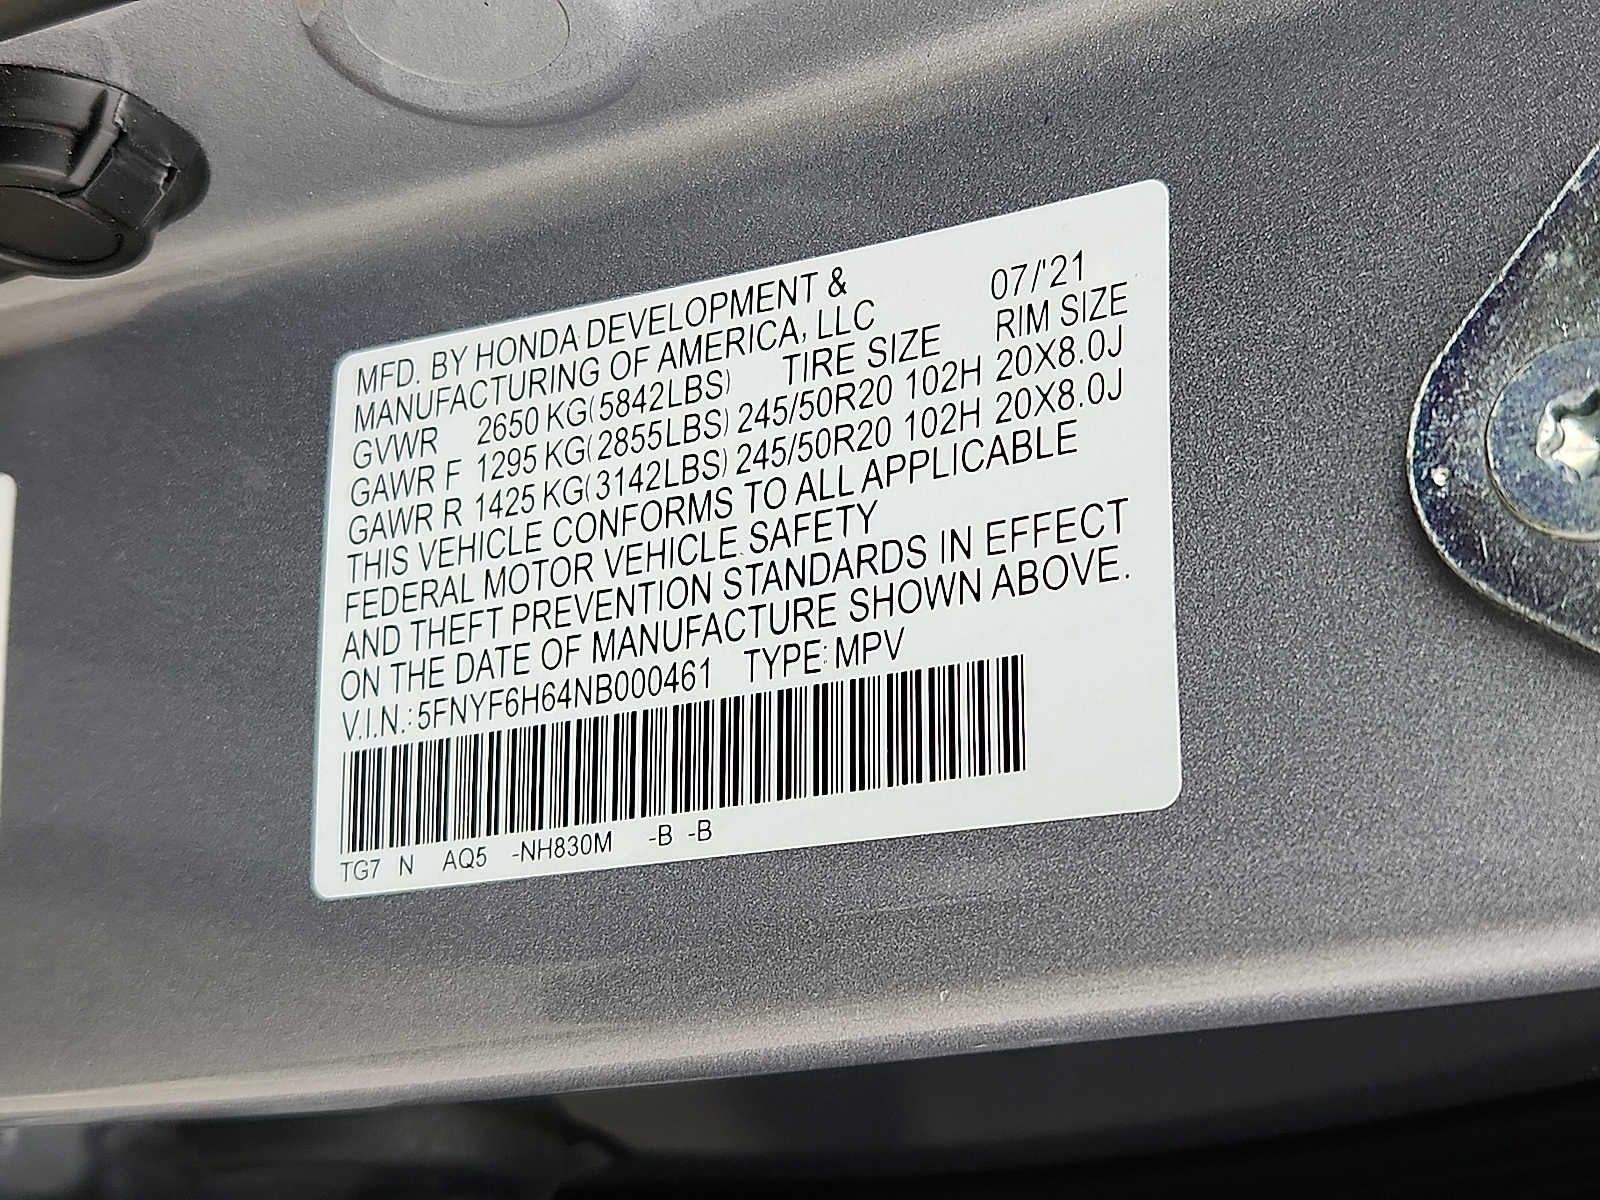 MFD. BY HONDA DEVELOPMENT & 07/'21
MANUFACTURING OF AMERICA, LLC RIM SIZE
GVWR 2650 KG(5842LBS) TIRE SIZE
GAWR F 1295 KG(2855LBS) 245/50R20 102H 20X8.0J
GAWR R 1425 KG(3142LBS) 245/50R20 102H 20X8.0J
THIS VEHICLE CONFORMS TO ALL APPLICABLE
FEDERAL MOTOR VEHICLE SAFETY
AND THEFT PREVENTION STANDARDS IN EFFECT
ON THE DATE OF MANUFACTURE SHOWN ABOVE.
V.I.N.: 5FNYF6H64NB000461 TYPE: MPV
TG7 N AQ5 -NH830M -B -B